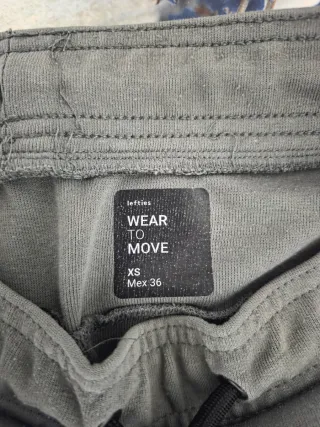 lefties
WEAR
TO
MOVE
XS
Mex 36